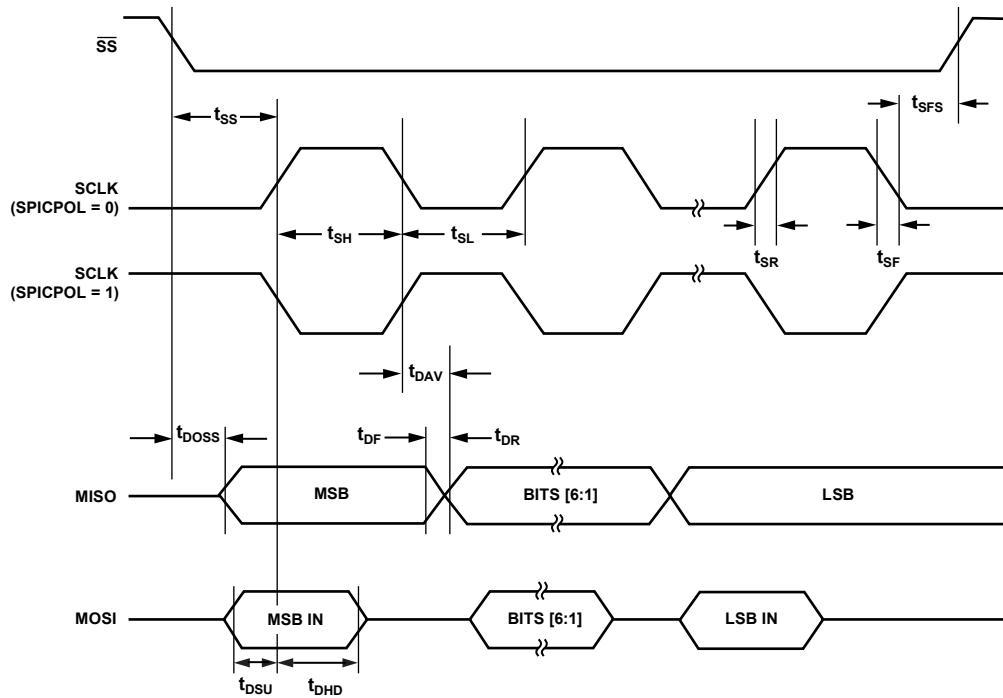 SS
tSS
tSFS
SCLK
(SPICPOL = 0)
tSH
tSL
tSR
tSF
SCLK
(SPICPOL = 1)
tDAV
tDOSS
tDF
tDR
MISO
MSB
BITS [6:1]
LSB
MOSI
MSB IN
BITS [6:1]
LSB IN
tDSU
tDHD